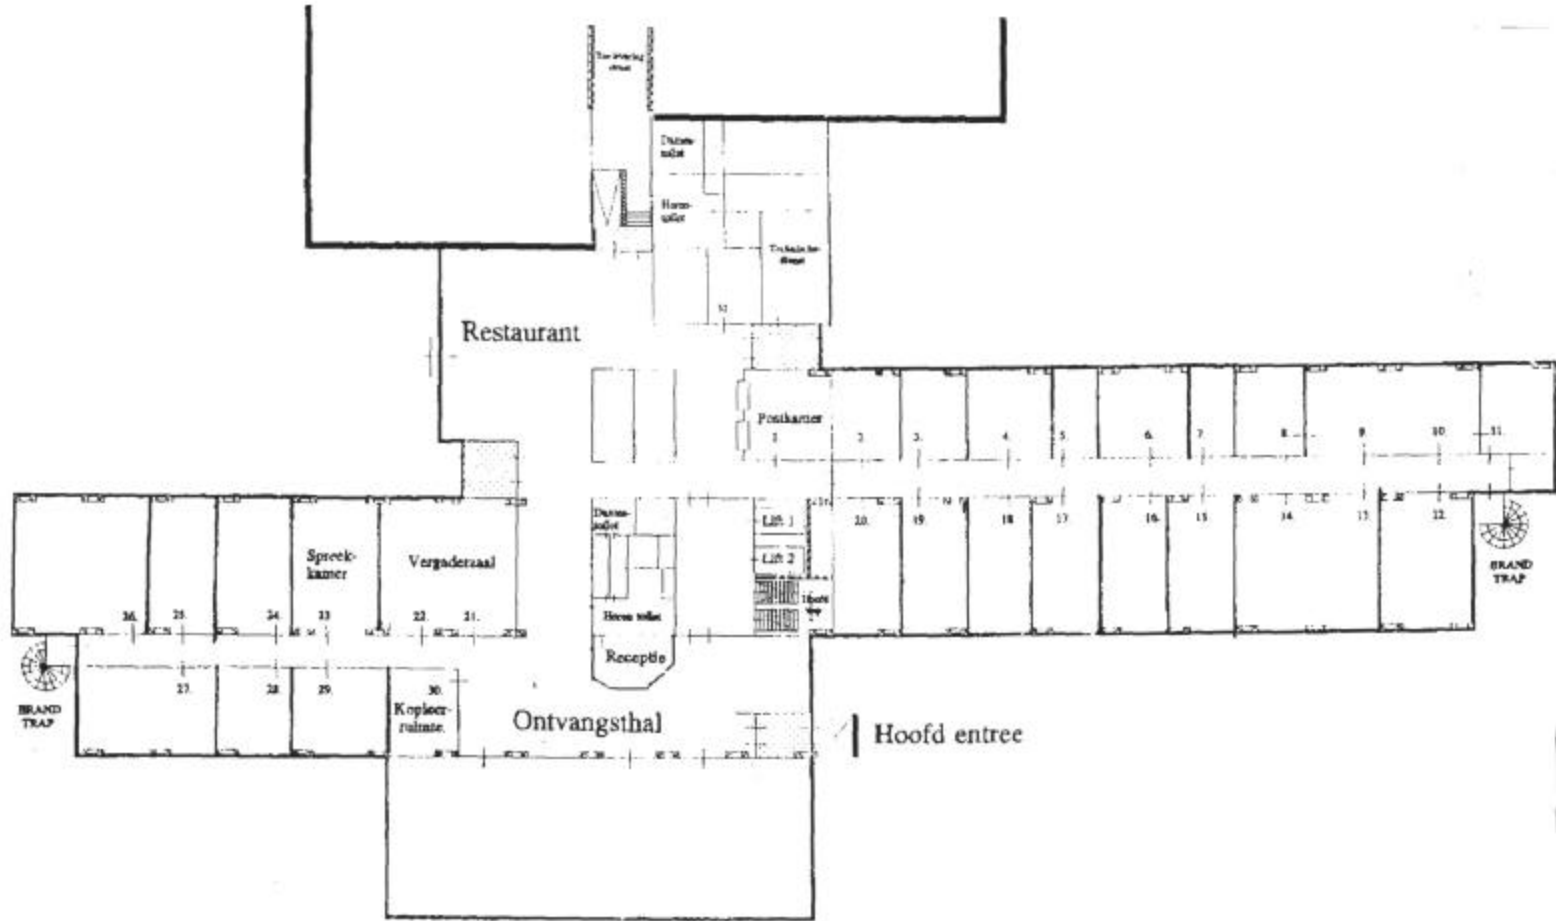 Dames-
toilet
Heren-
toilet
Technische-
dienst
Restaurant
Postkamer
1.
2.
3.
4.
5.
6.
7.
8.
9.
10.
11.
Dames-
toilet
Lift 1
Lift 2
20.
19.
18.
17.
16.
15.
14.
13.
12.
BRAND
TRAP
Spreek-
kamer
Vergaderzaal
26.
25.
24.
23
22.
21.
Heren toilet
Hoofd
trap
Receptie
BRAND
TRAP
27.
28.
29.
30.
Kopieer-
ruimte.
Ontvangsthal
Hoofd entree